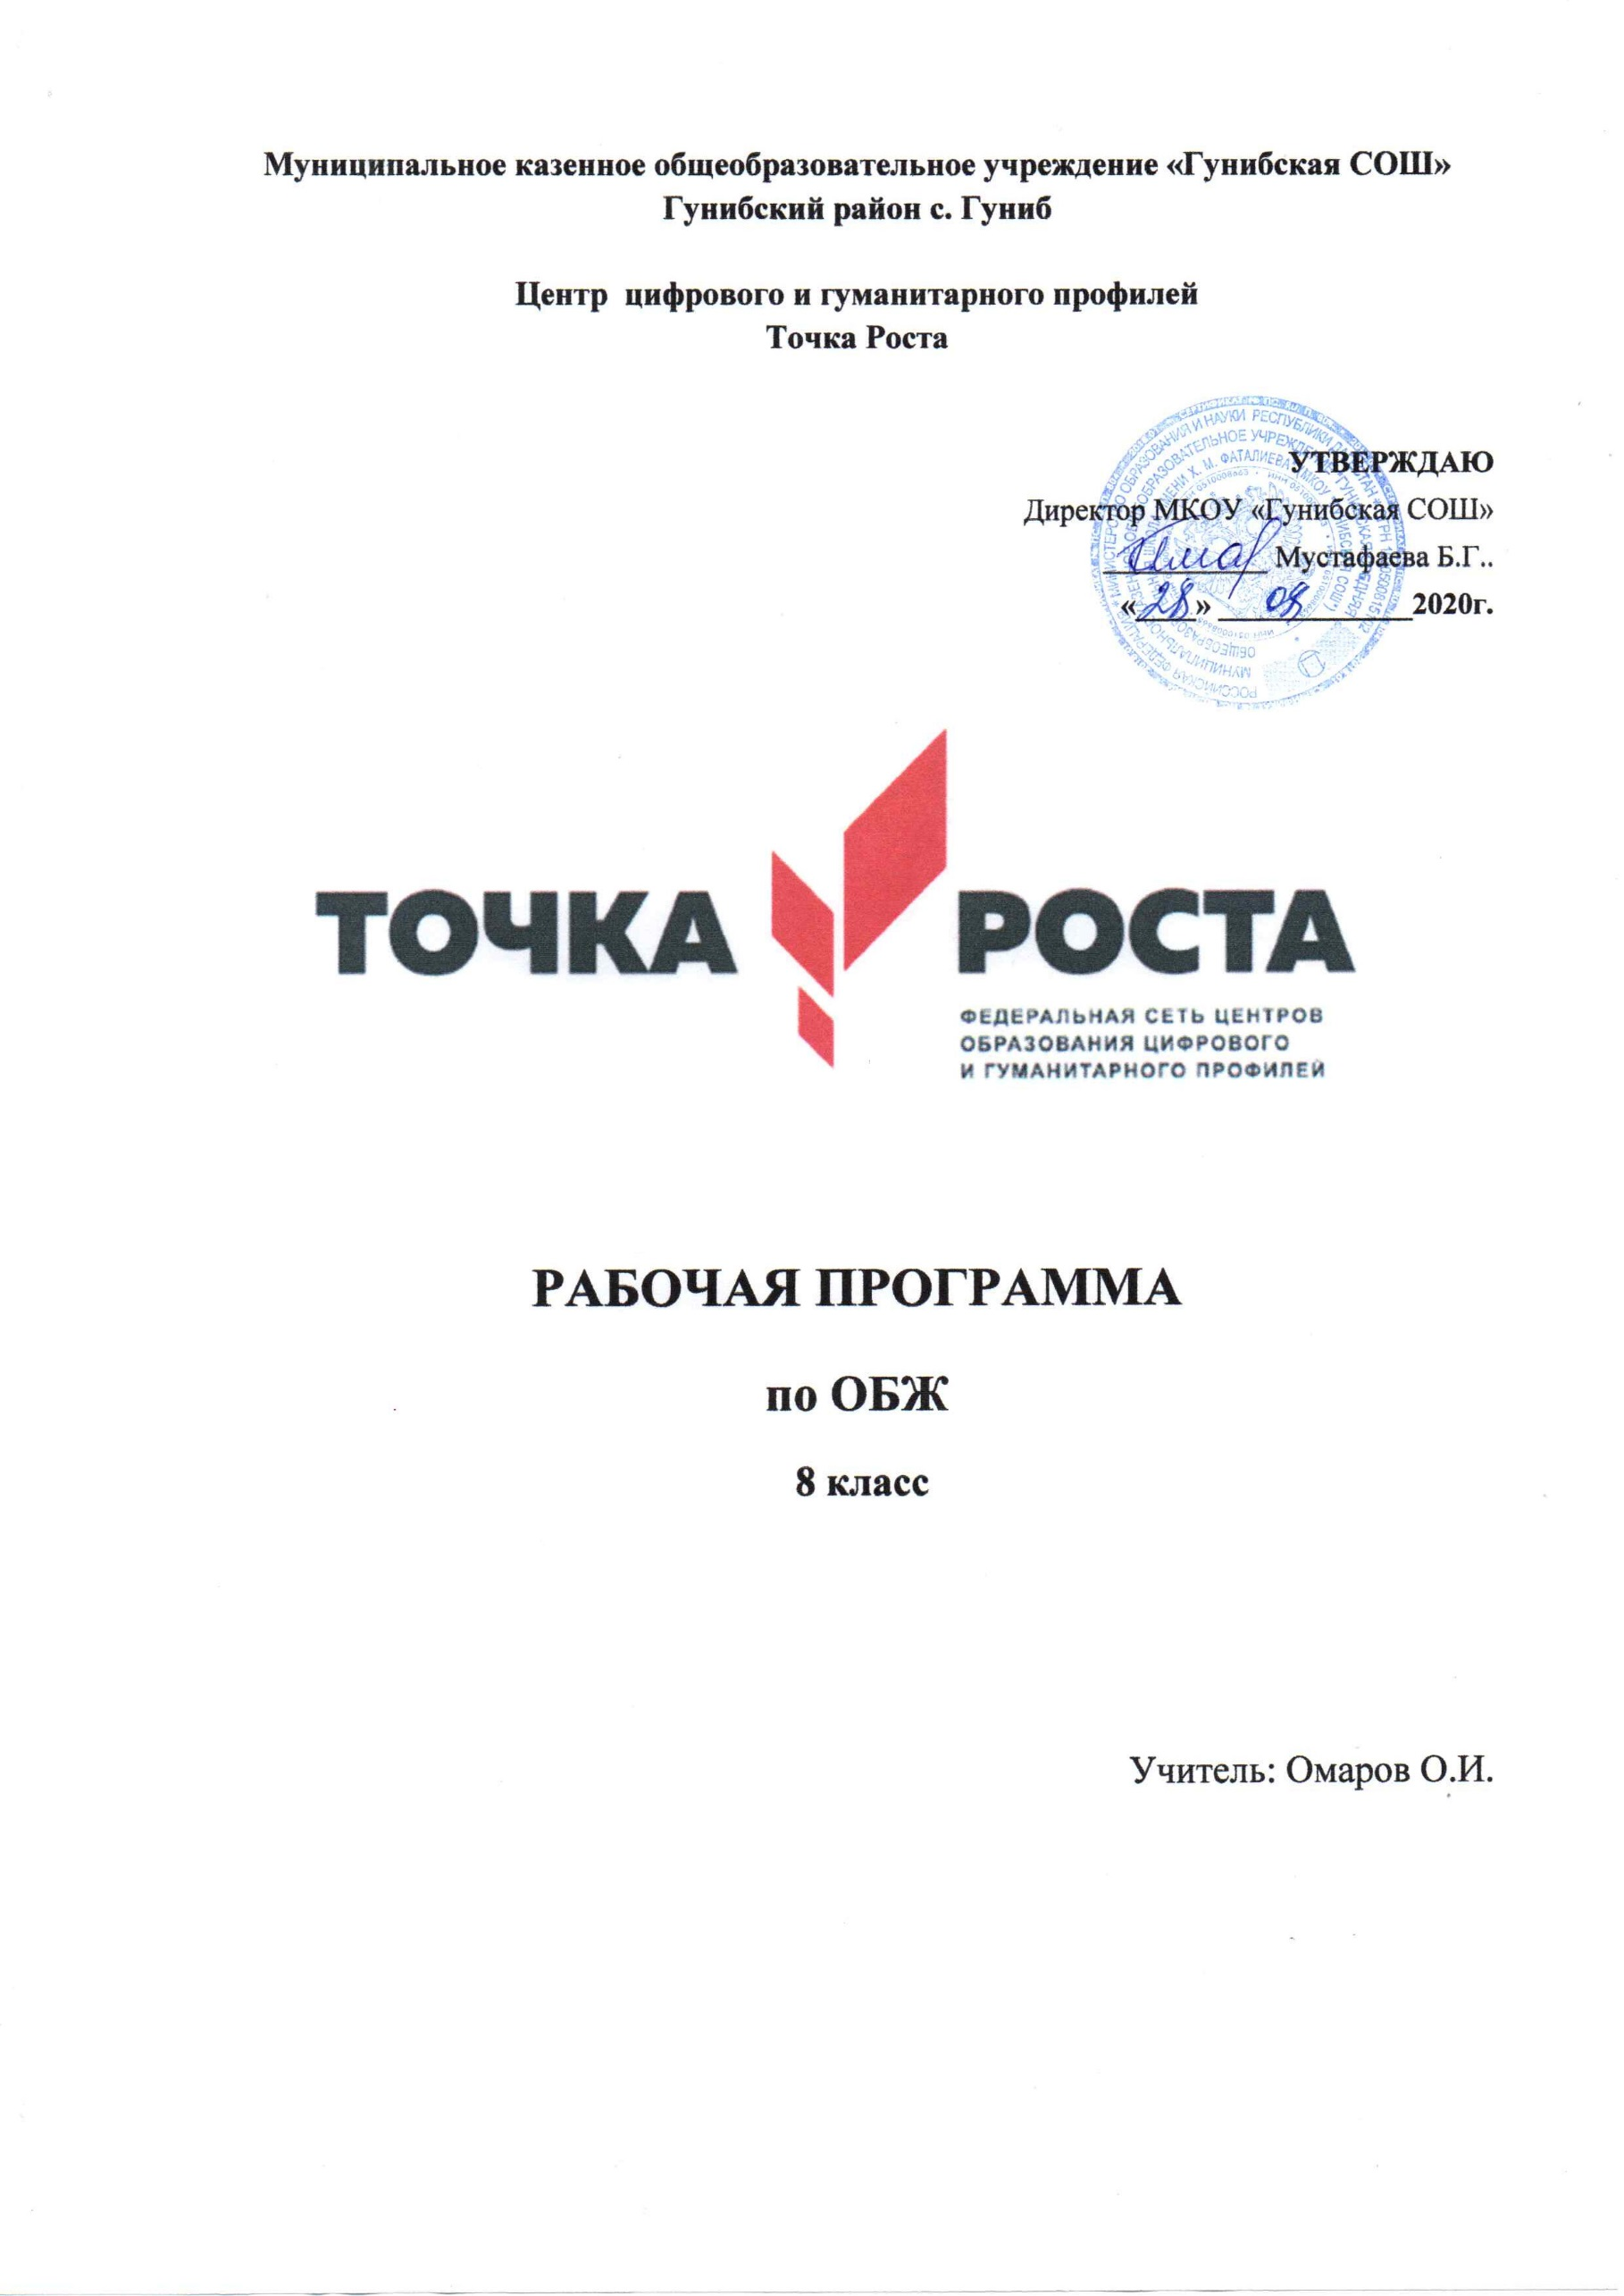 Муниципальное казенное общеобразовательное учреждение «Гунибская СОШ»
Гунибский район с. Гуниб
Центр цифрового и гуманитарного профилей
Точка Роста
УТВЕРЖДАЮ
Директор МКОУ «Гунибская СОШ»
Мустафаева Б.Г..
«28» 08 2020г.
ТОЧКА РОСТА
ФЕДЕРАЛЬНАЯ СЕТЬ ЦЕНТРОВ
ОБРАЗОВАНИЯ ЦИФРОВОГО
И ГУМАНИТАРНОГО ПРОФИЛЕЙ
РАБОЧАЯ ПРОГРАММА
по ОБЖ
8 класс
Учитель: Омаров О.И.